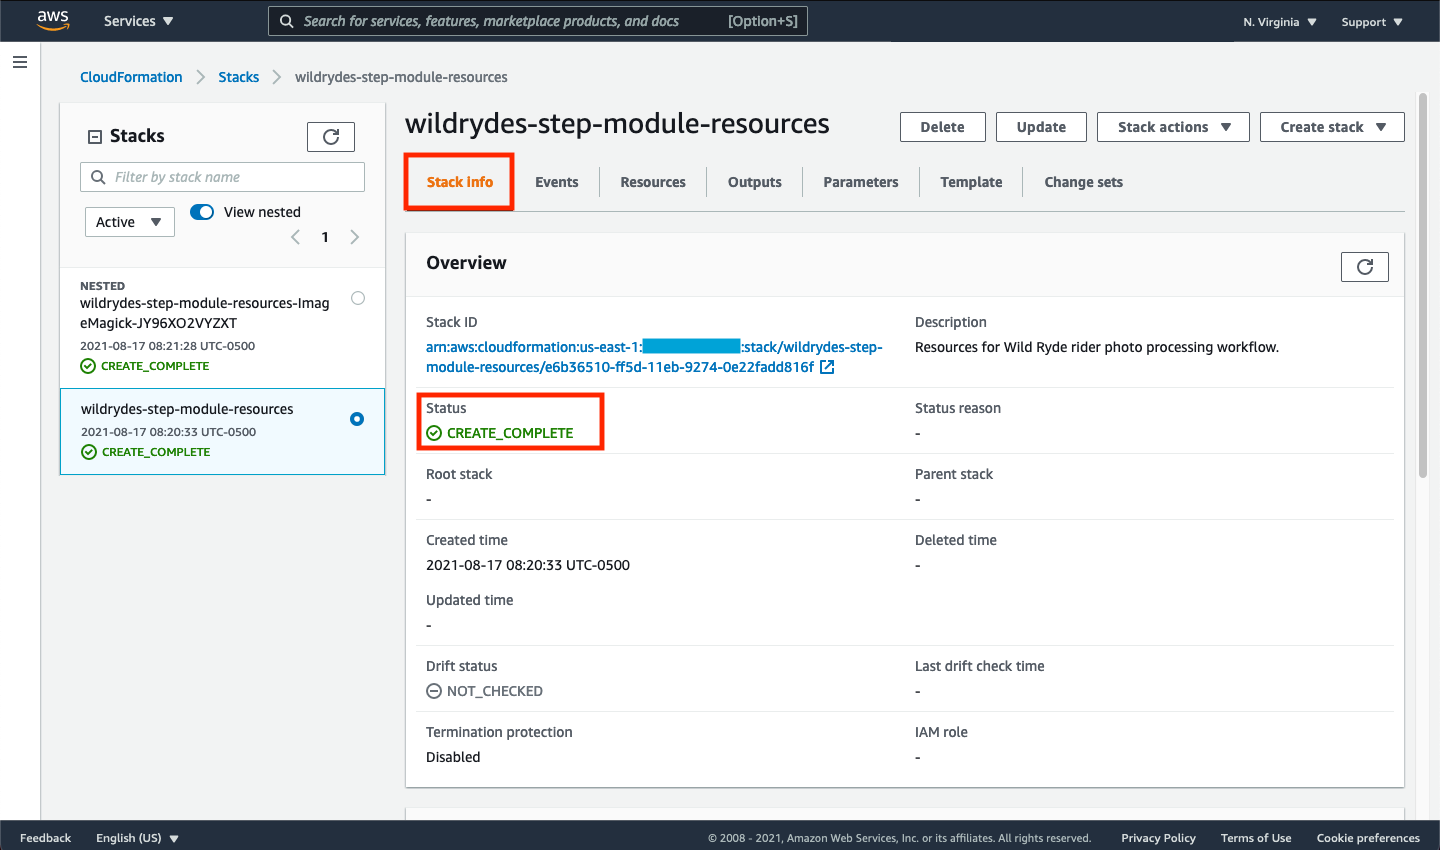 aws
Services
Search for services, features, marketplace products, and docs
[Option+S]
N. Virginia
Support
CloudFormation
Stacks
wildrydes-step-module-resources
Stacks
Filter by stack name
Active
View nested
1
NESTED
wildrydes-step-module-resources-Imag
eMagick-JY96XO2VYZXT
2021-08-17 08:21:28 UTC-0500
CREATE_COMPLETE
wildrydes-step-module-resources
2021-08-17 08:20:33 UTC-0500
CREATE_COMPLETE
wildrydes-step-module-resources
Delete
Update
Stack actions
Create stack
Stack info
Events
Resources
Outputs
Parameters
Template
Change sets
Overview
Stack ID
arn:aws:cloudformation:us-east-1: :stack/wildrydes-step-
module-resources/e6b36510-ff5d-11eb-9274-0e22fadd816f
Description
Resources for Wild Ryde rider photo processing workflow.
Status
CREATE_COMPLETE
Status reason
-
Root stack
-
Parent stack
-
Created time
2021-08-17 08:20:33 UTC-0500
Deleted time
-
Updated time
-
Drift status
NOT_CHECKED
Last drift check time
-
Termination protection
Disabled
IAM role
-
Feedback
English (US)
© 2008 - 2021, Amazon Web Services, Inc. or its affiliates. All rights reserved.
Privacy Policy
Terms of Use
Cookie preferences